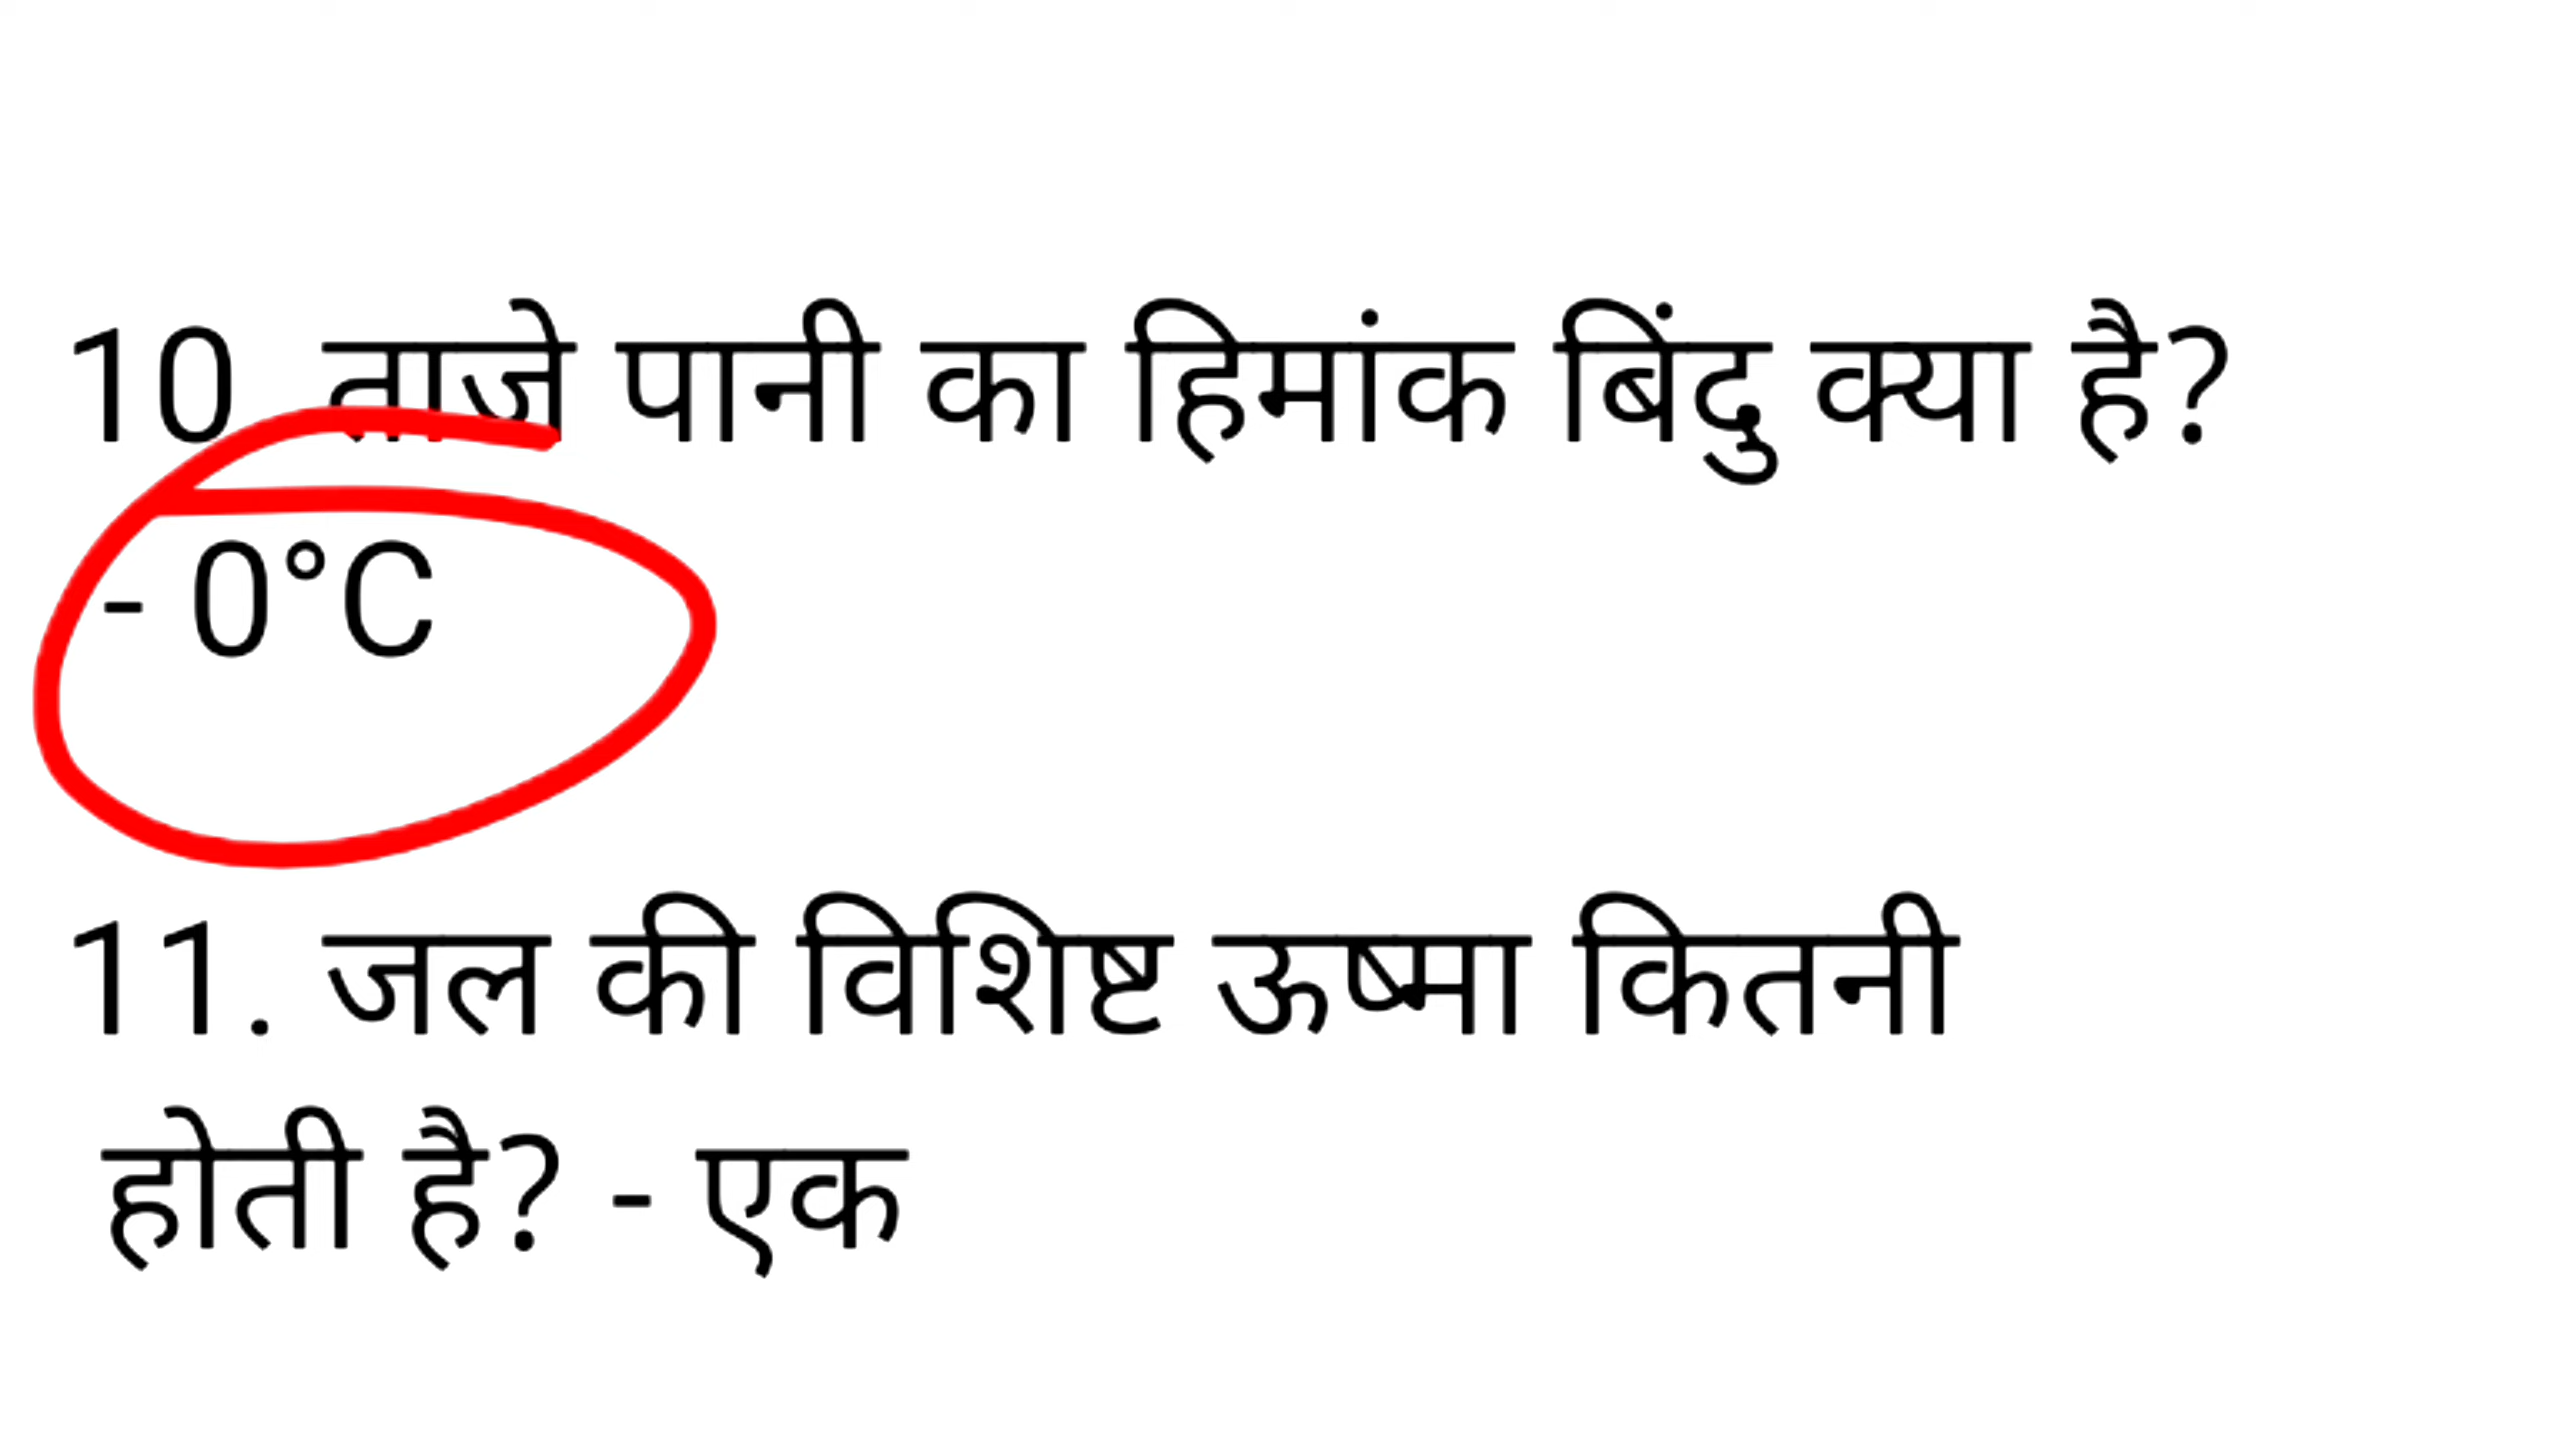 10. ताजे पानी का हिमांक बिंदु क्या है?
- 0°C
11. जल की विशिष्ट ऊष्मा कितनी
होती है? - एक